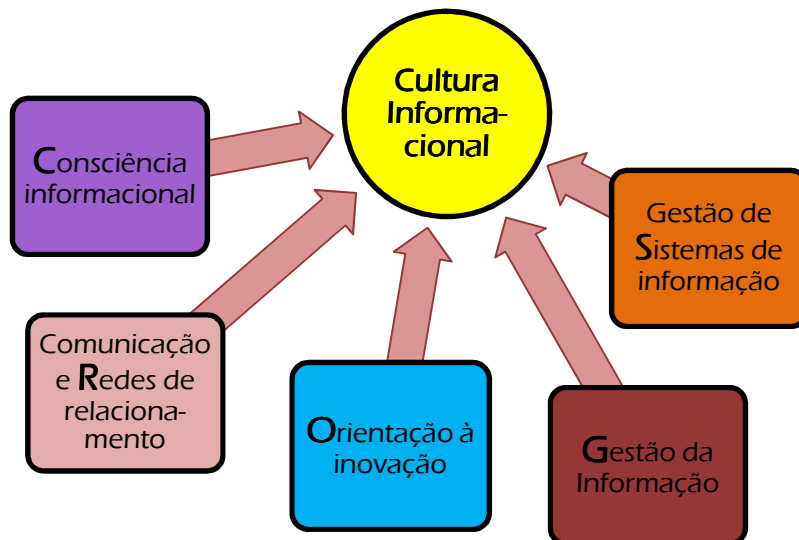 Cultura
Informa-
cional
Consciência
informacional
Gestão de
Sistemas de
informação
Comunicação
e Redes de
relaciona-
mento
Orientação à
inovação
Gestão da
Informação